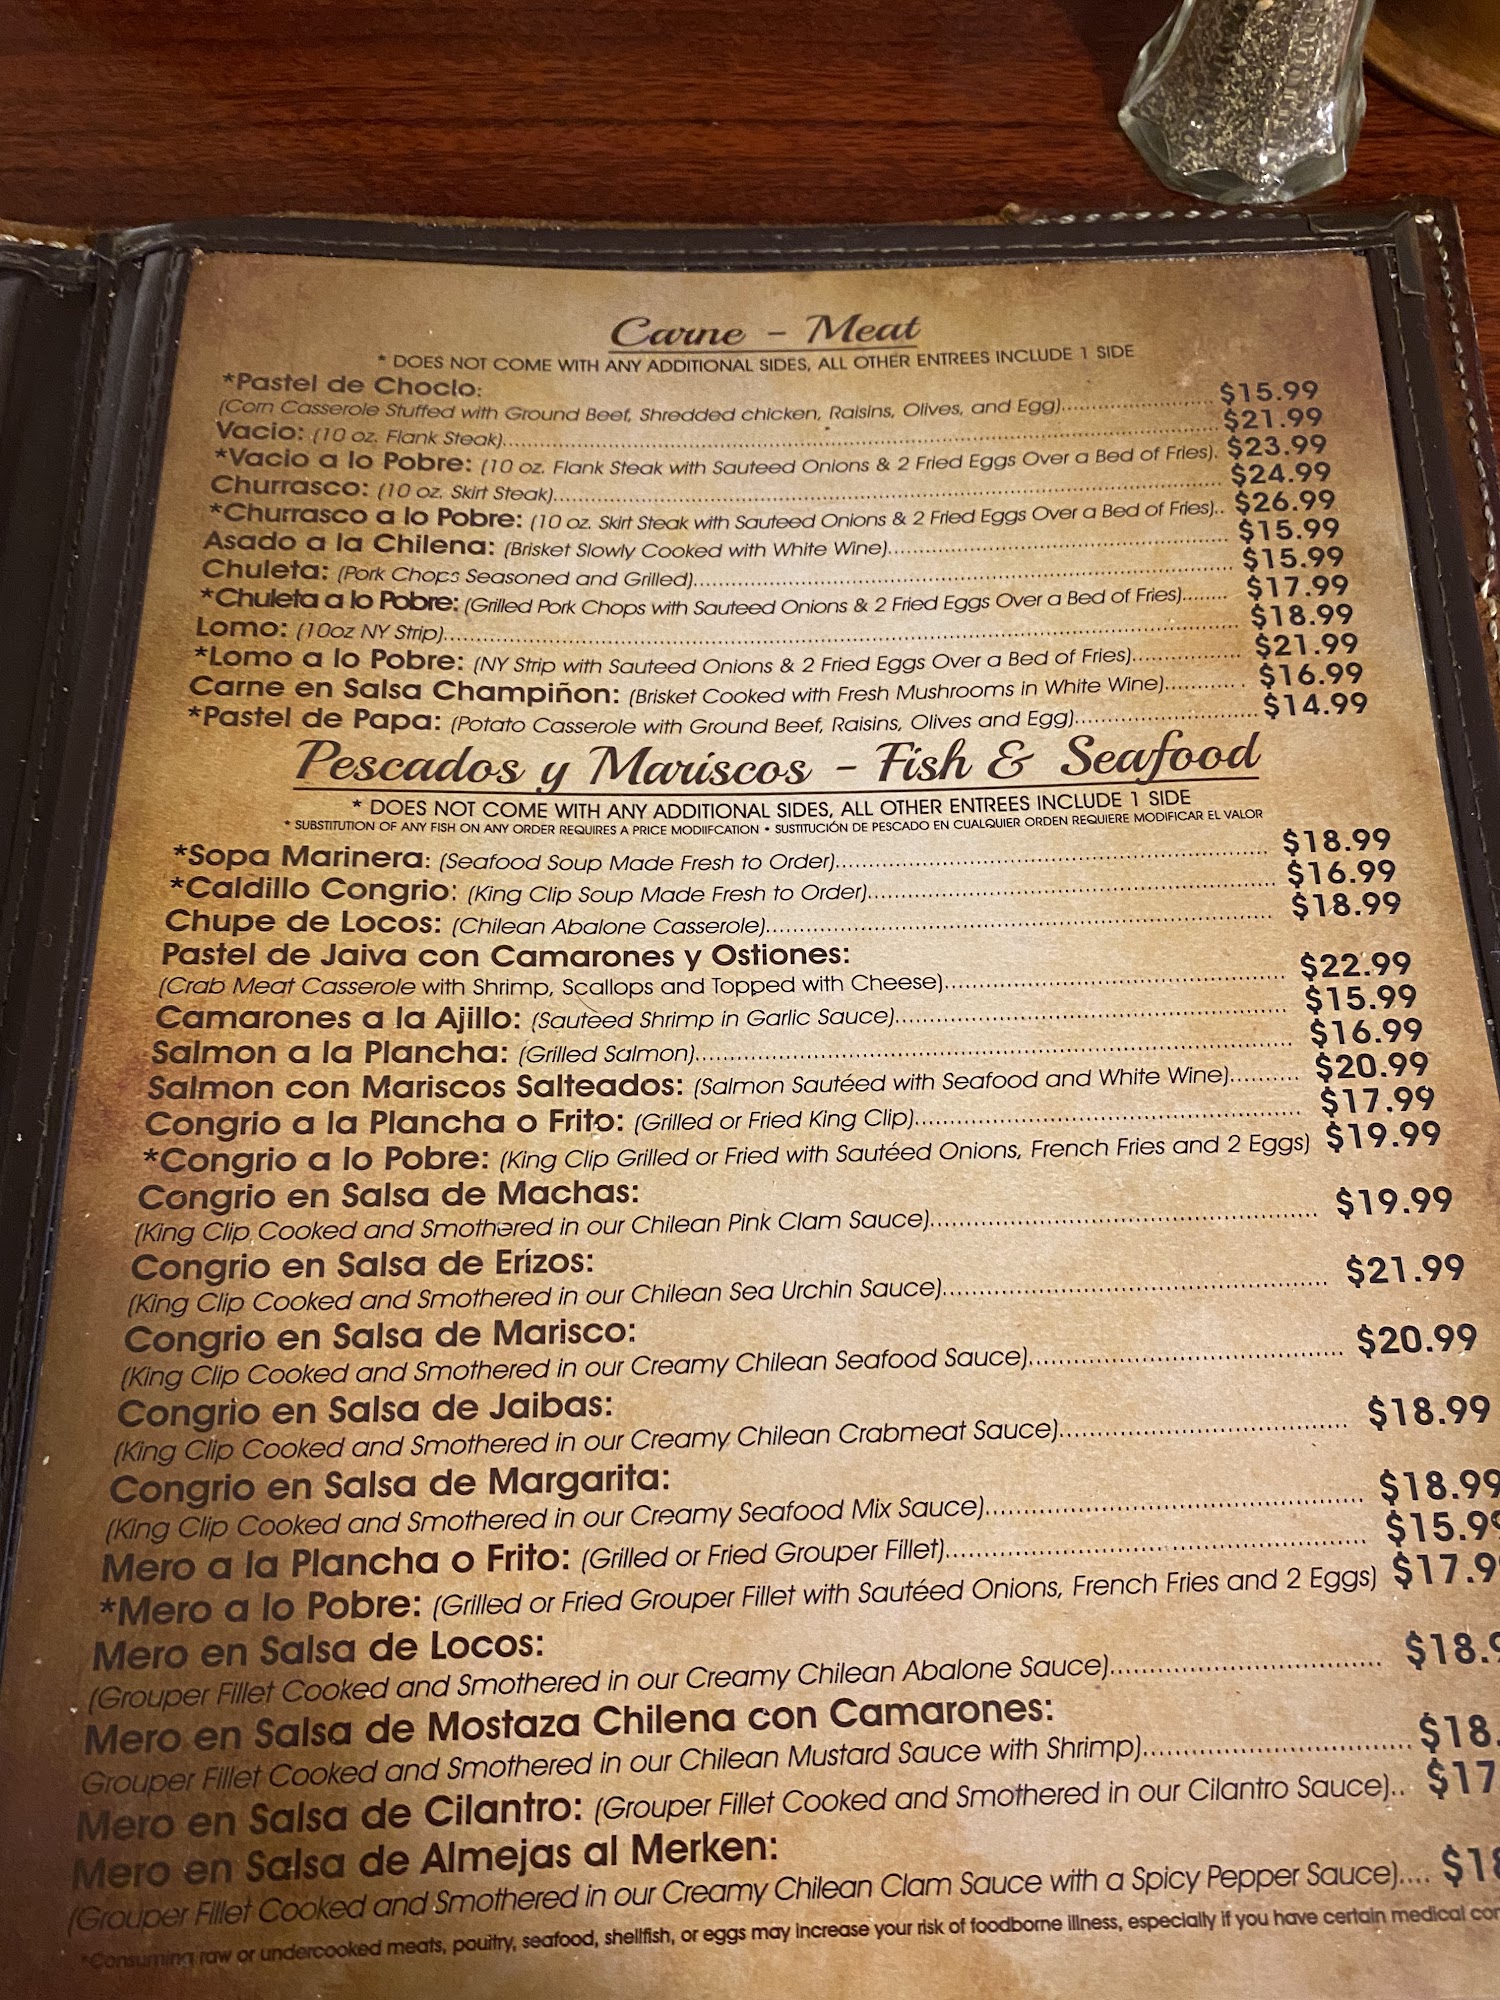 Carne - Meat
* DOES NOT COME WITH ANY ADDITIONAL SIDES, ALL OTHER ENTREES INCLUDE 1 SIDE
*Pastel de Choclo:
(Corn Casserole Stuffed with Ground Beef, Shredded chicken, Raisins, Olives, and Egg) $15.99
Vacio: (10 oz. Flank Steak) $21.99
*Vacio a lo Pobre: (10 oz. Flank Steak with Sauteed Onions & 2 Fried Eggs Over a Bed of Fries). $23.99
Churrasco: (10 oz. Skirt Steak) $24.99
*Churrasco a lo Pobre: (10 oz. Skirt Steak with Sauteed Onions & 2 Fried Eggs Over a Bed of Fries).. $26.99
Asado a la Chilena: (Brisket Slowly Cooked with White Wine) $15.99
Chuleta: (Pork Chops Seasoned and Grilled) $15.99
*Chuleta a lo Pobre: (Grilled Pork Chops with Sauteed Onions & 2 Fried Eggs Over a Bed of Fries) $17.99
Lomo: (10oz NY Strip) $18.99
*Lomo a lo Pobre: (NY Strip with Sauteed Onions & 2 Fried Eggs Over a Bed of Fries) $21.99
Carne en Salsa Champiñon: (Brisket Cooked with Fresh Mushrooms in White Wine) $16.99
*Pastel de Papa: (Potato Casserole with Ground Beef, Raisins, Olives and Egg) $14.99
Pescados y Mariscos - Fish & Seafood
* DOES NOT COME WITH ANY ADDITIONAL SIDES, ALL OTHER ENTREES INCLUDE 1 SIDE
* SUBSTITUTION OF ANY FISH ON ANY ORDER REQUIRES A PRICE MODIIFCATION • SUSTITUCIÓN DE PESCADO EN CUALQUIER ORDEN REQUIERE MODIFICAR EL VALOR
*Sopa Marinera: (Seafood Soup Made Fresh to Order) $18.99
*Caldillo Congrio: (King Clip Soup Made Fresh to Order) $16.99
Chupe de Locos: (Chilean Abalone Casserole) $18.99
Pastel de Jaiva con Camarones y Ostiones:
(Crab Meat Casserole with Shrimp, Scallops and Topped with Cheese) $22.99
Camarones a la Ajillo: (Sauteed Shrimp in Garlic Sauce) $15.99
Salmon a la Plancha: (Grilled Salmon) $16.99
Salmon con Mariscos Salteados: (Salmon Sautéed with Seafood and White Wine) $20.99
Congrio a la Plancha o Frito: (Grilled or Fried King Clip) $17.99
*Congrio a lo Pobre: (King Clip Grilled or Fried with Sautéed Onions, French Fries and 2 Eggs) $19.99
Congrio en Salsa de Machas:
(King Clip Cooked and Smothered in our Chilean Pink Clam Sauce) $19.99
Congrio en Salsa de Erízos:
(King Clip Cooked and Smothered in our Chilean Sea Urchin Sauce) $21.99
Congrio en Salsa de Marisco:
(King Clip Cooked and Smothered in our Creamy Chilean Seafood Sauce) $20.99
Congrio en Salsa de Jaibas:
(King Clip Cooked and Smothered in our Creamy Chilean Crabmeat Sauce) $18.99
Congrio en Salsa de Margarita:
(King Clip Cooked and Smothered in our Creamy Seafood Mix Sauce) $18.99
Mero a la Plancha o Frito: (Grilled or Fried Grouper Fillet) $15.99
*Mero a lo Pobre: (Grilled or Fried Grouper Fillet with Sautéed Onions, French Fries and 2 Eggs) $17.9
Mero en Salsa de Locos:
(Grouper Fillet Cooked and Smothered in our Creamy Chilean Abalone Sauce) $18.9
Mero en Salsa de Mostaza Chilena con Camarones:
Grouper Fillet Cooked and Smothered in our Chilean Mustard Sauce with Shrimp) $18.
Mero en Salsa de Cilantro: (Grouper Fillet Cooked and Smothered in our Cilantro Sauce).. $17
Mero en Salsa de Almejas al Merken:
(Grouper Fillet Cooked and Smothered in our Creamy Chilean Clam Sauce with a Spicy Pepper Sauce).... $18
*Consuming raw or undercooked meats, poultry, seafood, shellfish, or eggs may increase your risk of foodborne illness, especially if you have certain medical con